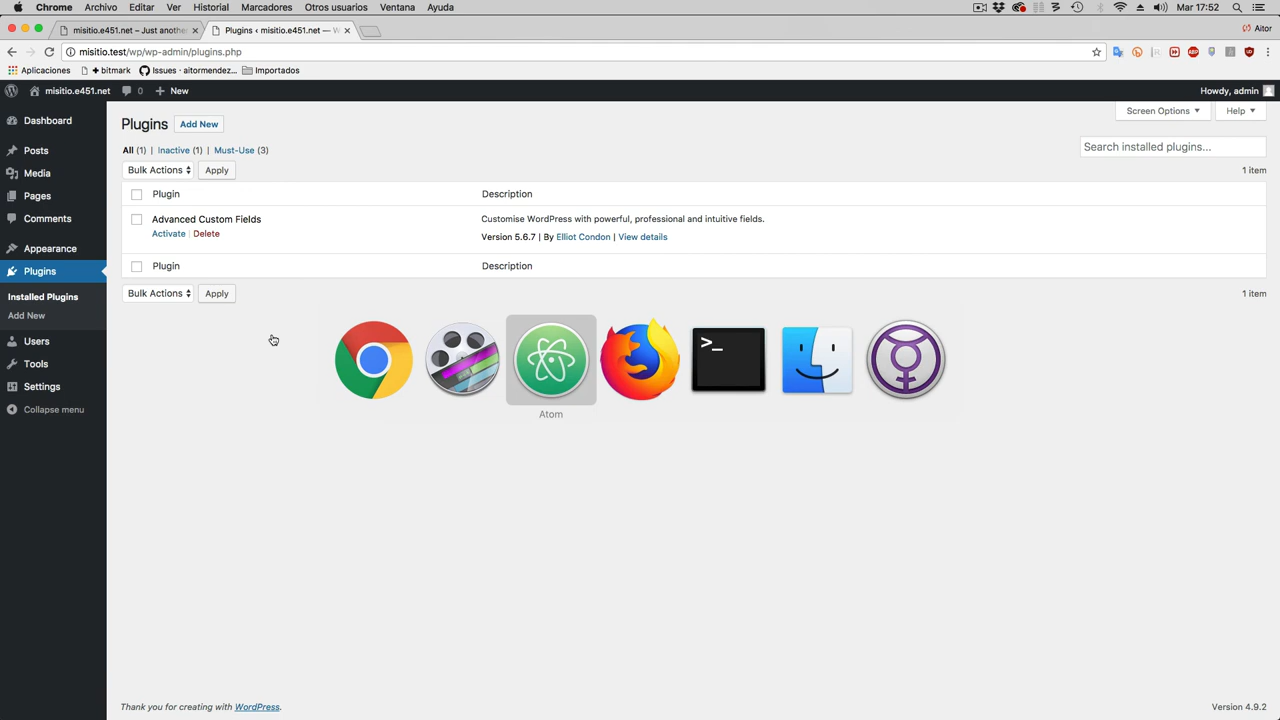 Chrome Archivo Editar Ver Historial Marcadores Otros usuarios Ventana Ayuda Mar 17:52
misitio.e451.net – Just anothe × Plugins ‹ misitio.e451.net — W × Aitor
misitio.test/wp/wp-admin/plugins.php
Aplicaciones bitmark Issues · aitormendez... Importados
misitio.e451.net 0 + New Howdy, admin
Screen Options Help
Dashboard
Posts
Media
Pages
Comments
Appearance
Plugins
Installed Plugins
Add New
Users
Tools
Settings
Collapse menu
Plugins Add New
All (1) | Inactive (1) | Must-Use (3)
Search installed plugins...
Bulk Actions Apply 1 item
Plugin Description
Advanced Custom Fields Customise WordPress with powerful, professional and intuitive fields.
Activate | Delete Version 5.6.7 | By Elliot Condon | View details
Plugin Description
Bulk Actions Apply 1 item
>_
Atom
Thank you for creating with WordPress. Version 4.9.2